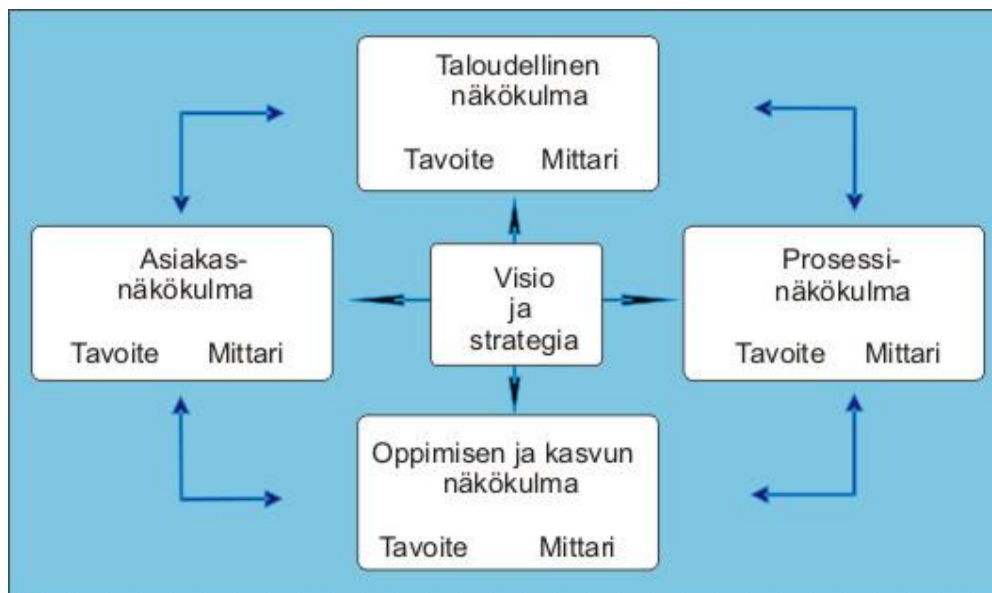 Taloudellinen
näkökulma
Tavoite Mittari
Asiakas-
näkökulma
Tavoite Mittari
Visio
ja
strategia
Prosessi-
näkökulma
Tavoite Mittari
Oppimisen ja kasvun
näkökulma
Tavoite Mittari